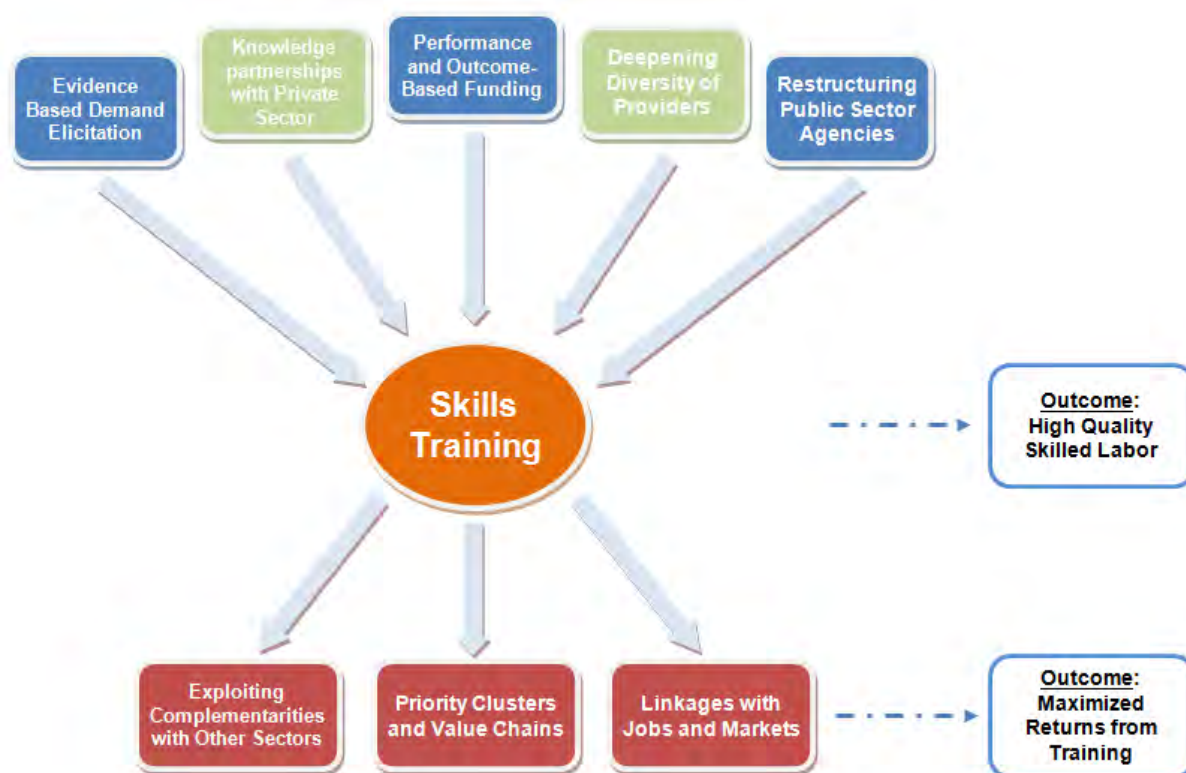 Evidence
Based Demand
Elicitation
Knowledge
partnerships
with Private
Sector
Performance
and Outcome-
Based Funding
Deepening
Diversity of
Providers
Restructuring
Public Sector
Agencies
Skills
Training
Outcome:
High Quality
Skilled Labor
Exploiting
Complementarities
with Other Sectors
Priority Clusters
and Value Chains
Linkages with
Jobs and Markets
Outcome:
Maximized
Returns from
Training